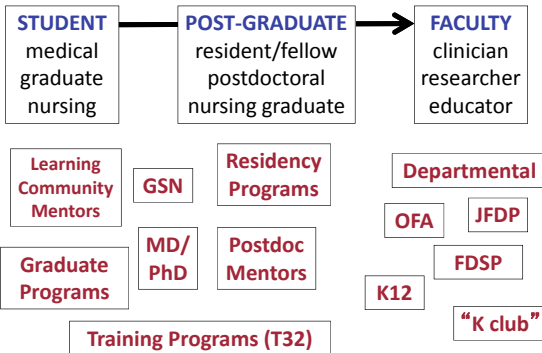 STUDENT
medical
graduate
nursing
POST-GRADUATE
resident/fellow
postdoctoral
nursing graduate
FACULTY
clinician
researcher
educator
Learning
Community
Mentors
GSN
Residency
Programs
Departmental
OFA
JFDP
MD/
PhD
Postdoc
Mentors
Graduate
Programs
FDSP
K12
“K club”
Training Programs (T32)